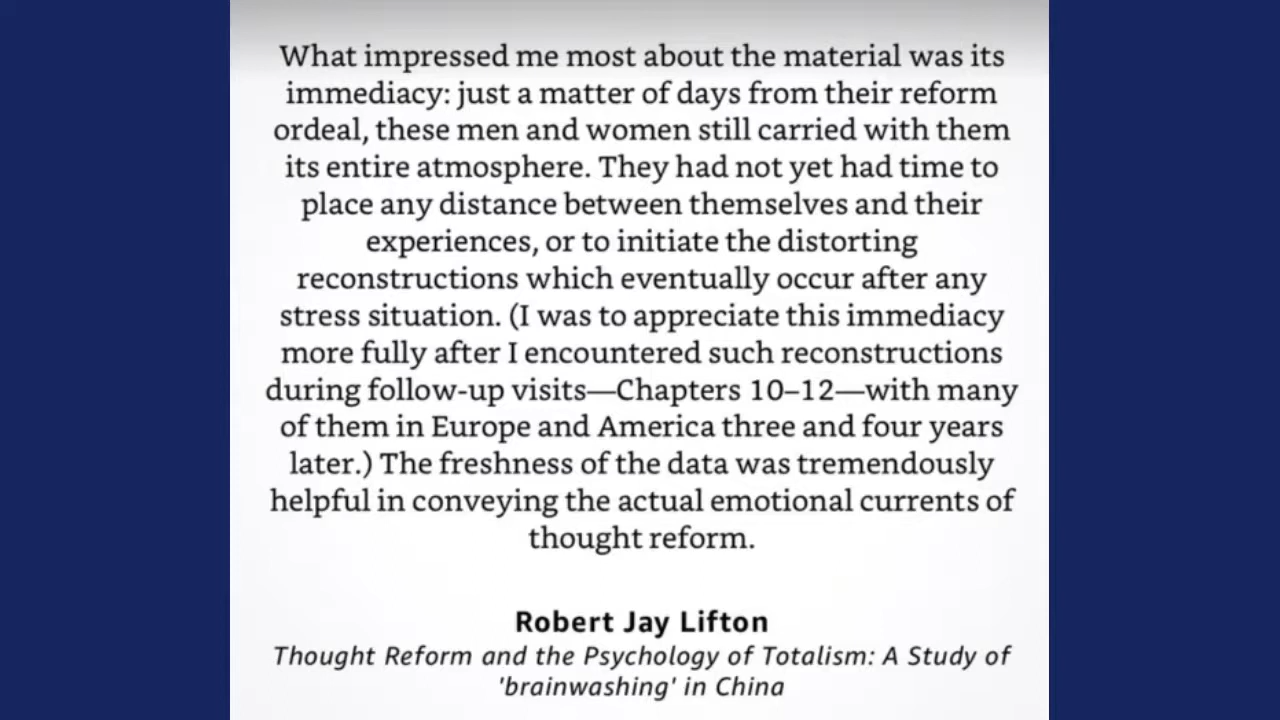 What impressed me most about the material was its
immediacy: just a matter of days from their reform
ordeal, these men and women still carried with them
its entire atmosphere. They had not yet had time to
place any distance between themselves and their
experiences, or to initiate the distorting
reconstructions which eventually occur after any
stress situation. (I was to appreciate this immediacy
more fully after I encountered such reconstructions
during follow-up visits—Chapters 10–12—with many
of them in Europe and America three and four years
later.) The freshness of the data was tremendously
helpful in conveying the actual emotional currents of
thought reform.
Robert Jay Lifton
Thought Reform and the Psychology of Totalism: A Study of
'brainwashing' in China